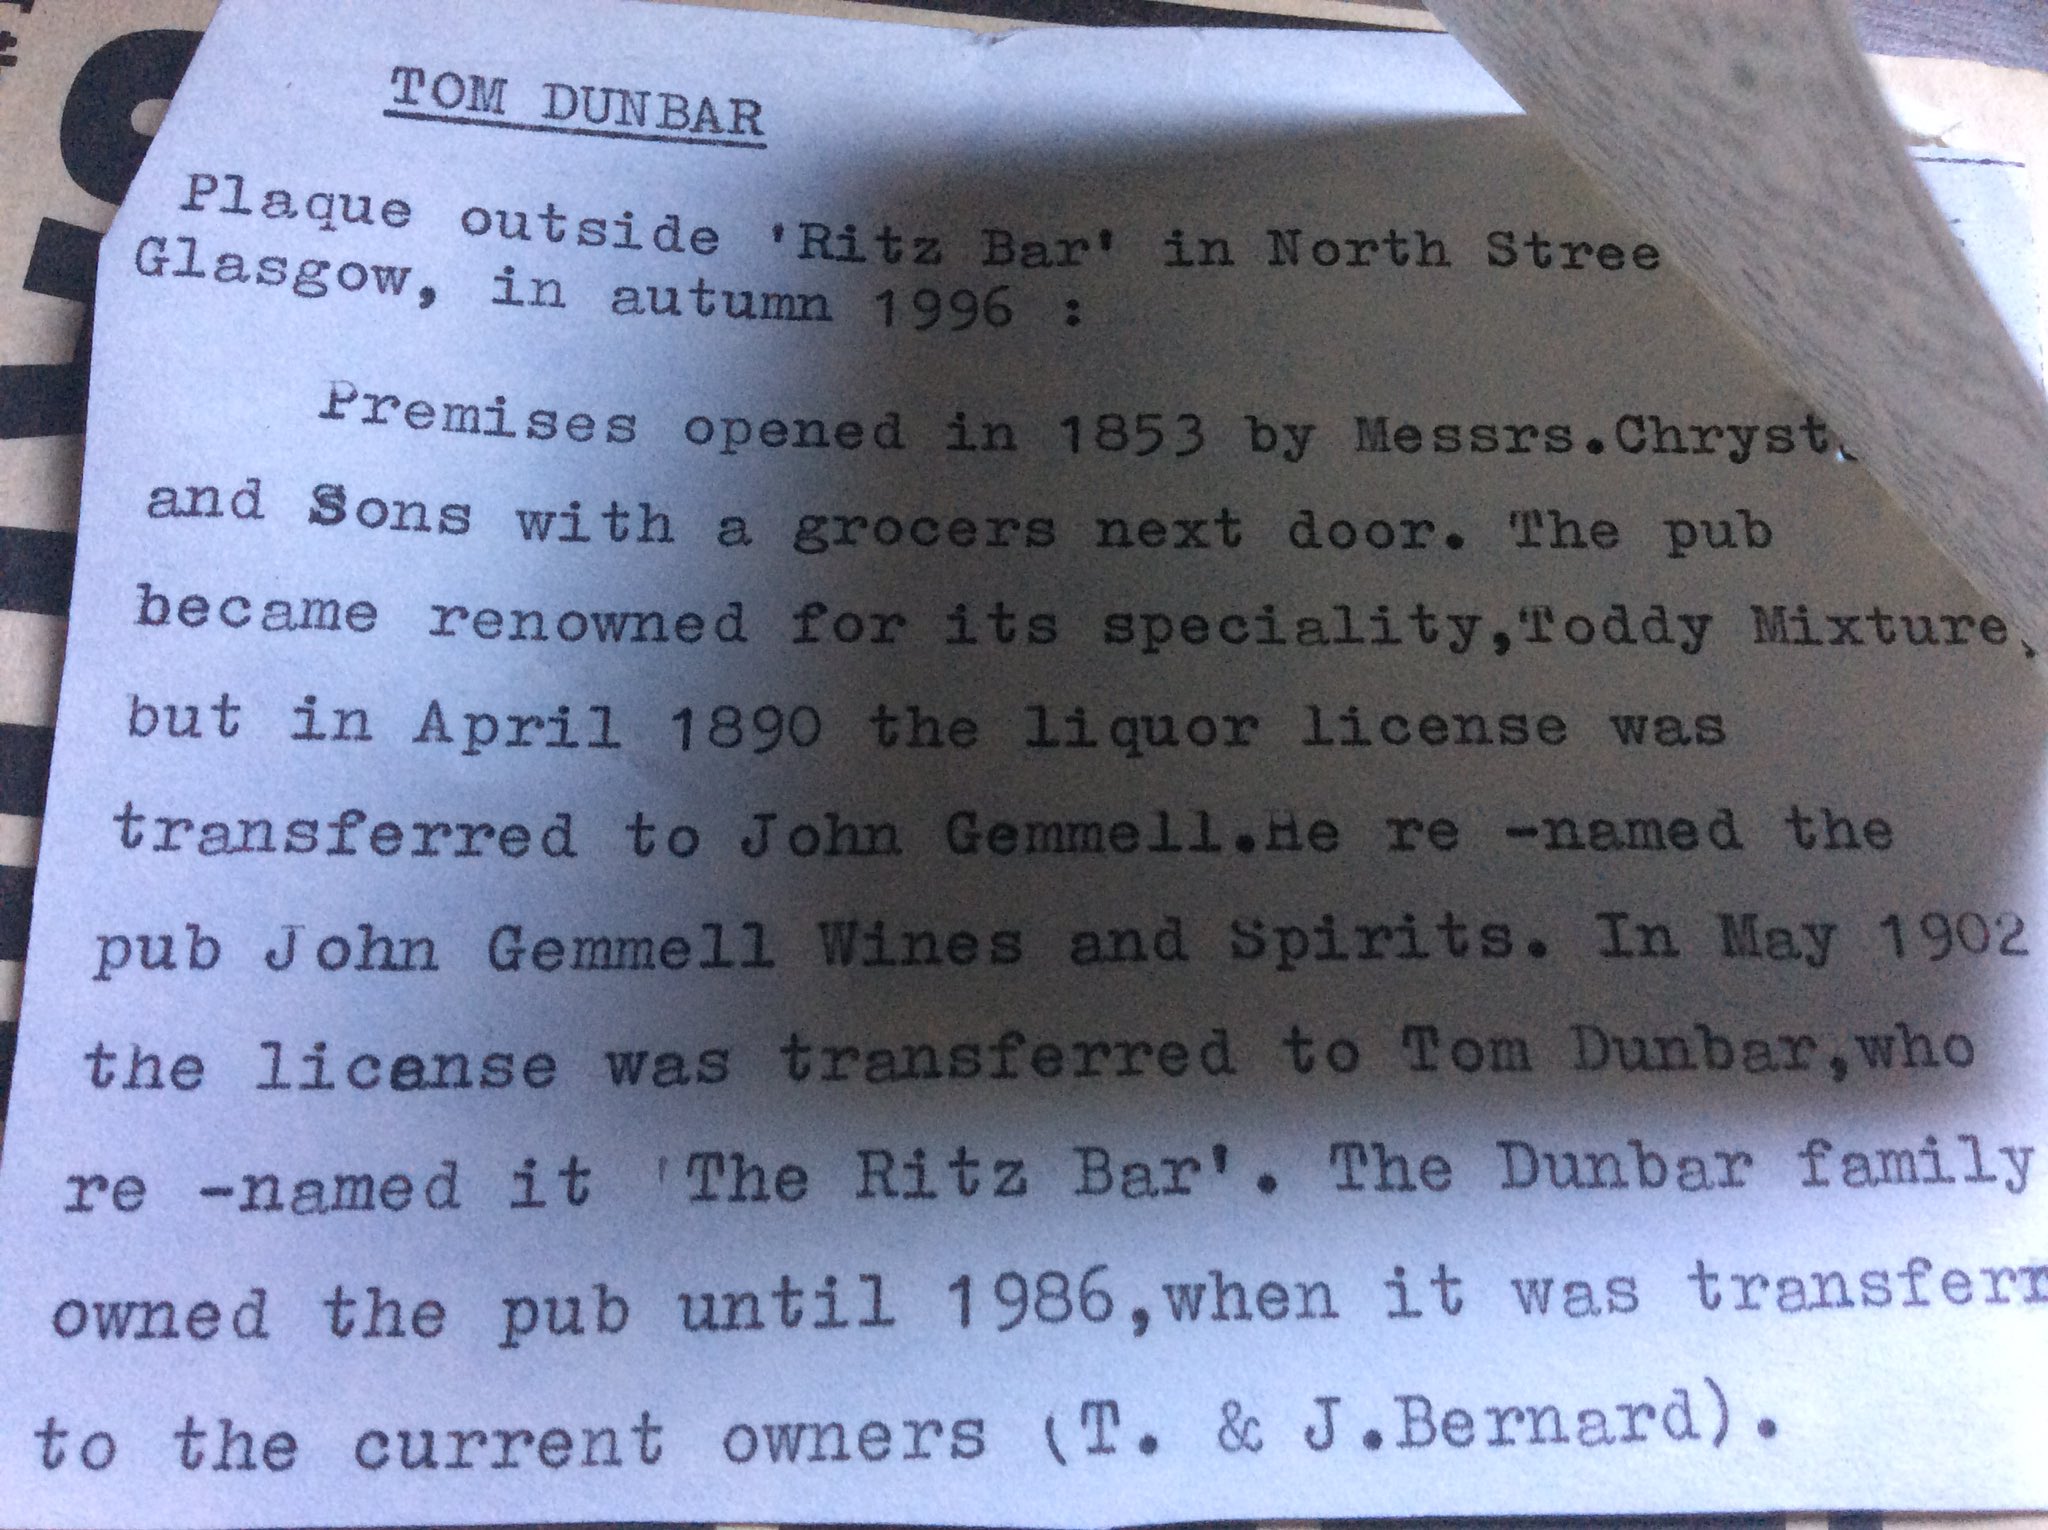 TOM DUNBAR
Plaque outside 'Ritz Bar' in North Stree
Glasgow, in autumn 1996 :
Premises opened in 1853 by Messrs.Chryst
and Sons with a grocers next door. The pub
became renowned for its speciality,Toddy Mixture,
but in April 1890 the liquor license was
transferred to John Gemmell.He re -named the
pub John Gemmell Wines and Spirits. In May 1902
the license was transferred to Tom Dunbar,who
re -named it 'The Ritz Bar'. The Dunbar family
owned the pub until 1986,when it was transferr
to the current owners (T. & J.Bernard).